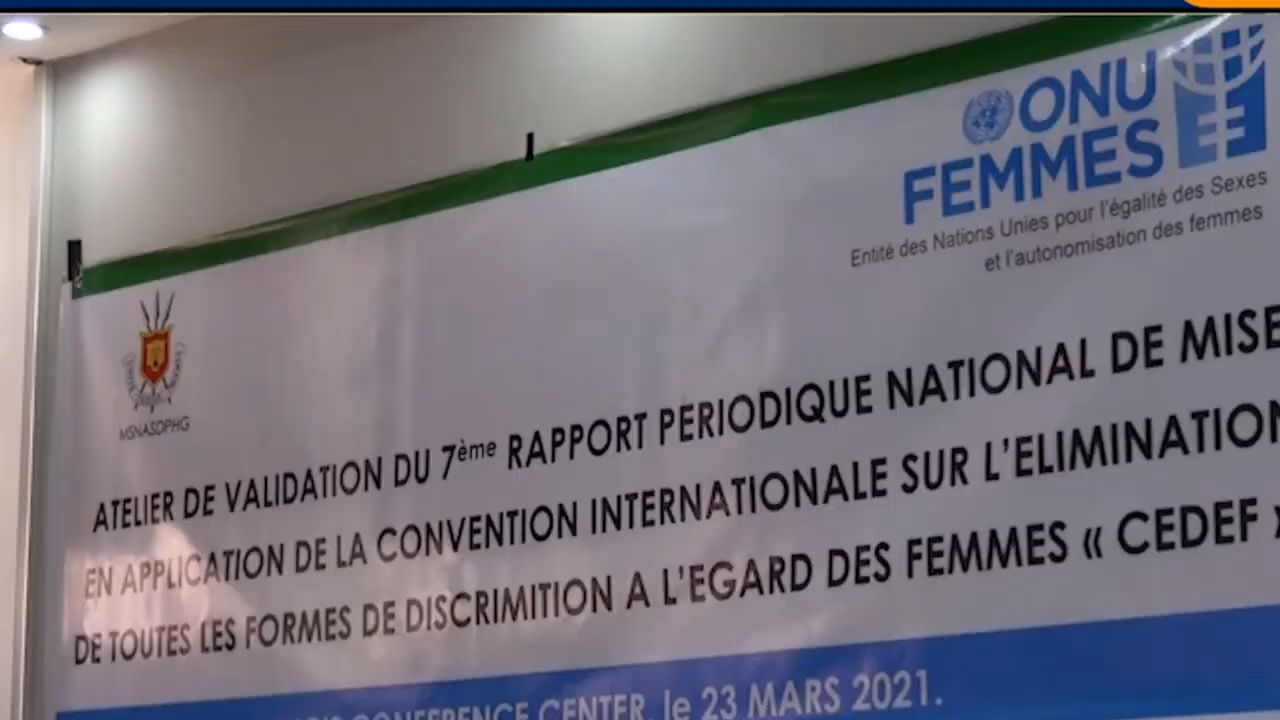 ONU
FEMMES
Entité des Nations Unies pour l'égalité des Sexes
et l'autonomisation des femmes
MSNASDPHG
ATELIER DE VALIDATION DU 7ème RAPPORT PERIODIQUE NATIONAL DE MISE
EN APPLICATION DE LA CONVENTION INTERNATIONALE SUR L'ELIMINATION
DE TOUTES LES FORMES DE DISCRIMITION A L'EGARD DES FEMMES « CEDEF »
CONFERENCE CENTER, le 23 MARS 2021.